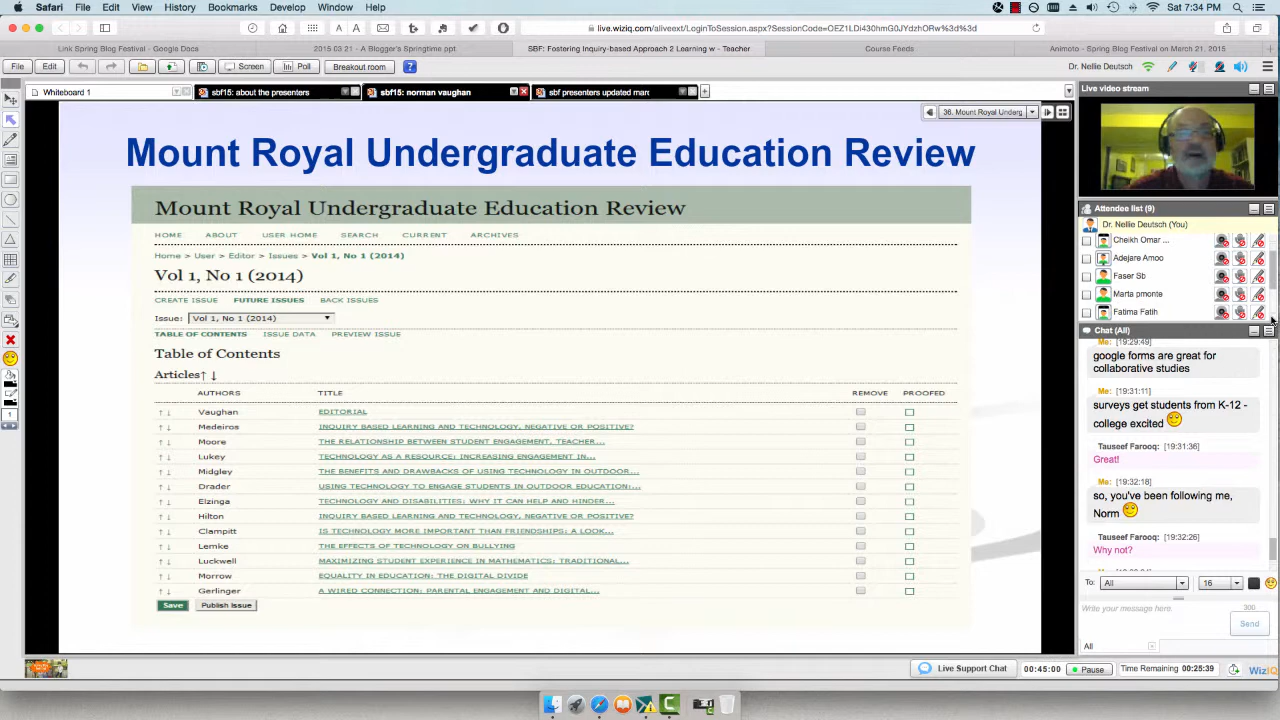 Safari File Edit View History Bookmarks Develop Window Help
Sat 7:34 PM
live.wiziq.com/aliveext/LoginToSession.aspx?SessionCode=OEZ1LDi430hmG0JYdzhORw%3d%3d
Link Spring Blog Festival - Google Docs
2015 03 21 - A Blogger's Springtime.ppt
SBF: Fostering Inquiry-based Approach 2 Learning w - Teacher
Course Feeds
Animoto - Spring Blog Festival on March 21, 2015
File Edit Screen Poll Breakout room ?
Dr. Nellie Deutsch
Whiteboard 1
sbf15: about the presenters
sbf15: norman vaughan
sbf presenters updated marc
36. Mount Royal Underg
Mount Royal Undergraduate Education Review
Mount Royal Undergraduate Education Review
HOME ABOUT USER HOME SEARCH CURRENT ARCHIVES
Home > User > Editor > Issues > Vol 1, No 1 (2014)
Vol 1, No 1 (2014)
CREATE ISSUE FUTURE ISSUES BACK ISSUES
Issue: Vol 1, No 1 (2014)
TABLE OF CONTENTS ISSUE DATA PREVIEW ISSUE
Table of Contents
Articles↑ ↓
AUTHORS TITLE REMOVE PROOFED
↑ ↓ Vaughan EDITORIAL
↑ ↓ Medeiros INQUIRY BASED LEARNING AND TECHNOLOGY, NEGATIVE OR POSITIVE?
↑ ↓ Moore THE RELATIONSHIP BETWEEN STUDENT ENGAGEMENT, TEACHER...
↑ ↓ Lukey TECHNOLOGY AS A RESOURCE: INCREASING ENGAGEMENT IN...
↑ ↓ Midgley THE BENEFITS AND DRAWBACKS OF USING TECHNOLOGY IN OUTDOOR...
↑ ↓ Drader USING TECHNOLOGY TO ENGAGE STUDENTS IN OUTDOOR EDUCATION:...
↑ ↓ Elzinga TECHNOLOGY AND DISABILITIES: WHY IT CAN HELP AND HINDER...
↑ ↓ Hilton INQUIRY BASED LEARNING AND TECHNOLOGY, NEGATIVE OR POSITIVE?
↑ ↓ Clampitt IS TECHNOLOGY MORE IMPORTANT THAN FRIENDSHIPS: A LOOK...
↑ ↓ Lemke THE EFFECTS OF TECHNOLOGY ON BULLYING
↑ ↓ Luckwell MAXIMIZING STUDENT EXPERIENCE IN MATHEMATICS: TRADITIONAL...
↑ ↓ Morrow EQUALITY IN EDUCATION: THE DIGITAL DIVIDE
↑ ↓ Gerlinger A WIRED CONNECTION: PARENTAL ENGAGEMENT AND DIGITAL...
Save Publish Issue
Live video stream
Attendee list (9)
Dr. Nellie Deutsch (You)
Cheikh Omar ...
Adejare Amoo
Faser Sb
Marta pmonte
Fatima Fatih
Chat (All)
Me: [19:29:49]
google forms are great for
collaborative studies
Me: [19:31:11]
surveys get students from K-12 -
college excited
Tauseef Farooq: [19:31:36]
Great!
Me: [19:32:18]
so, you've been following me,
Norm
Tauseef Farooq: [19:32:26]
Why not?
To: All 16
Write your message here.
300
Send
All
Live Support Chat 00:45:00 Pause Time Remaining 00:25:39 WizIQ
1